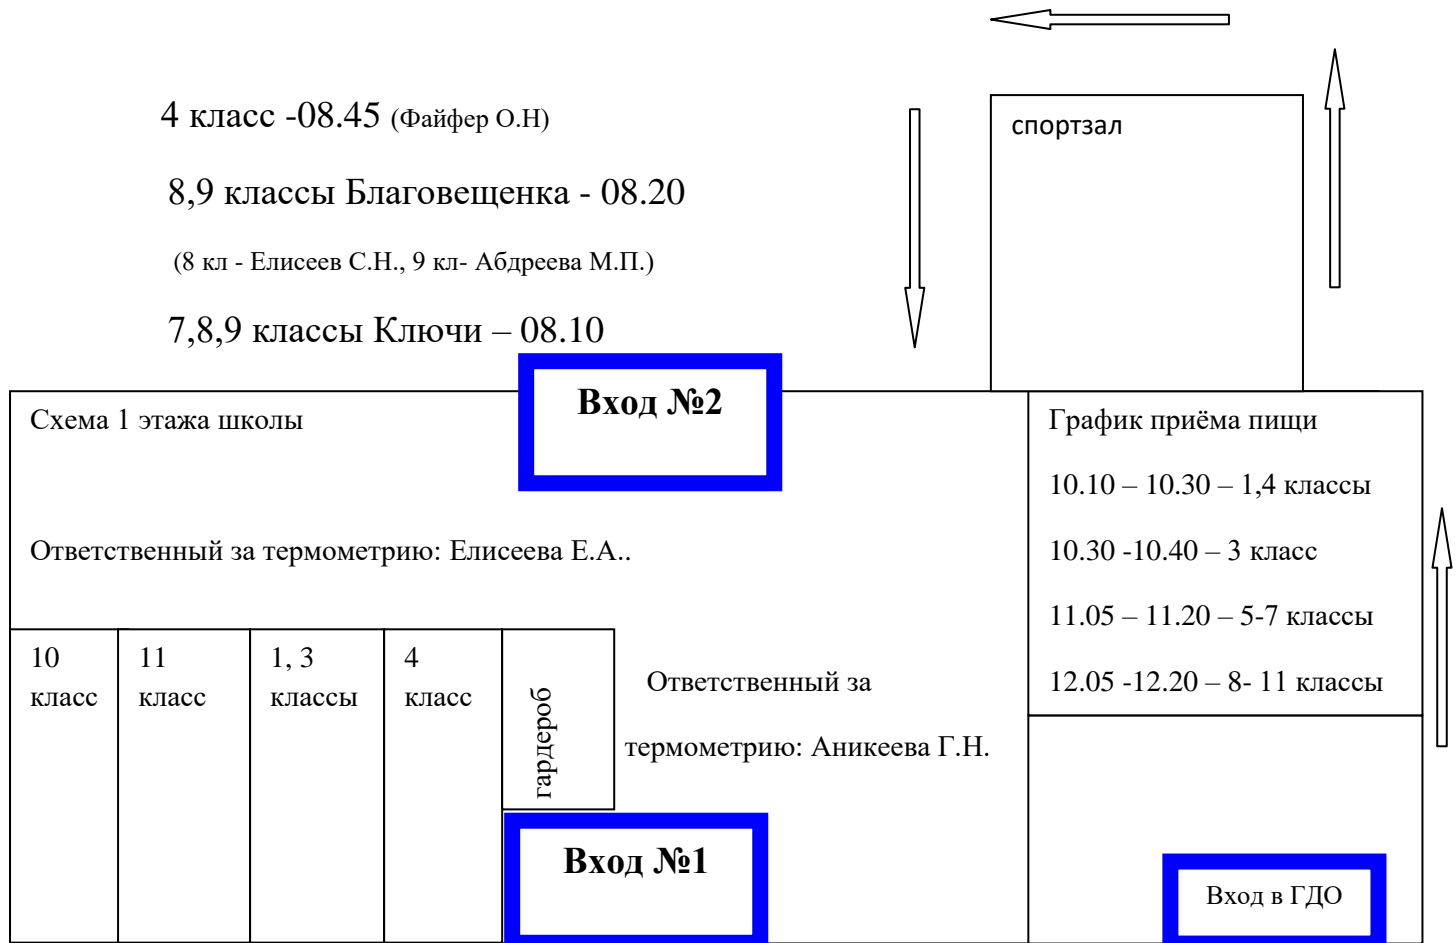 4 класс -08.45 (Файфер О.Н)
8,9 классы Благовещенка - 08.20
(8 кл - Елисеев С.Н., 9 кл- Абдреева М.П.)
7,8,9 классы Ключи – 08.10
спортзал
Вход №2
Схема 1 этажа школы
Ответственный за термометрию: Елисеева Е.А..
График приёма пищи
10.10 – 10.30 – 1,4 классы
10.30 -10.40 – 3 класс
11.05 – 11.20 – 5-7 классы
12.05 -12.20 – 8- 11 классы
10
класс
11
класс
1, 3
классы
4
класс
гардероб
Ответственный за
термометрию: Аникеева Г.Н.
Вход №1
Вход в ГДО